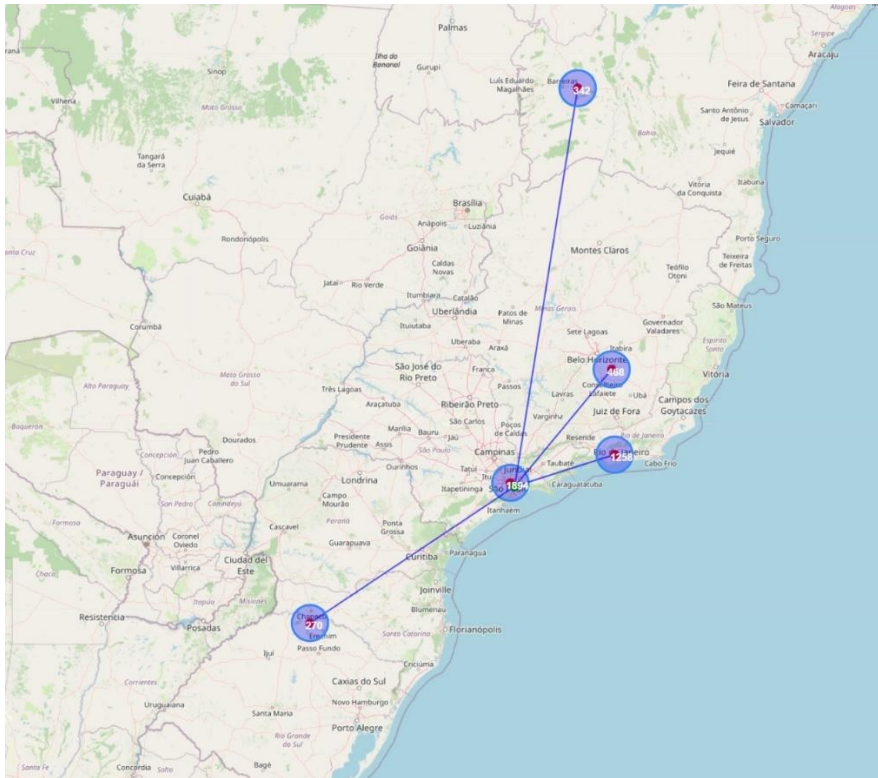 Alagoas
Palmas
Sergipe
Aracaju
Ilha do
Bananal
Gurupi
Sinop
Luís Eduardo
Magalhães
Barreiras
342
Feira de Santana
Camaçari
Santo Antônio
de Jesus
Salvador
Vilhena
Mato Grosso
Bahia
Jequié
Tangará
da Serra
Cuiabá
Brasília
Vitória
da Conquista
Itabuna
Anápolis
Luziânia
Goiás
Goiânia
Rondonópolis
Porto Seguro
Montes Claros
Caldas
Novas
Teófilo
Otoni
Teixeira
de Freitas
Jataí
Rio Verde
Itumbiara
Catalão
Uberlândia
Patos de
Minas
Minas Gerais
São Mateus
Corumbá
Ituiutaba
Sete Lagoas
Governador
Valadares
Uberaba
Araxá
Itabira
Belo Horizonte
468
Espírito
Santo
Vitória
São José do
Rio Preto
Franca
Passos
Mato Grosso
do Sul
Três Lagoas
Lafaiete
Ubá
Lavras
Alto Paraguay
Araçatuba
Ribeirão Preto
Juiz de Fora
Campos dos
Goytacazes
Boquerón
Dourados
Presidente
Prudente
Marília
Assis
Bauru
Jaú
São Carlos
São Paulo
Poços
de Caldas
Varginha
Resende
Rio de Janeiro
Cabo Frio
1258
Pedro
Juan Caballero
Concepción
Concepción
Paraguay /
Paraguái
Ourinhos
Campinas
Tatuí
Taubaté
Jundiaí
1894
Caraguatatuba
Itapetininga
Itanhaém
Londrina
Umuarama
Campo
Mourão
San Pedro
Canindeyú
Paraná
Ponta
Grossa
Cascavel
Guarapuava
Formosa
Asunción
Coronel
Oviedo
Villarrica
Ciudad del
Este
Curitiba
Paranaguá
Chaco
Formosa
Itapúa
Misiones
Joinville
Blumenau
Resistencia
Posadas
270
Erechim
Passo Fundo
Santa Catarina
Florianópolis
Ijuí
Criciúma
Corrientes
Caxias do Sul
Uruguaiana
Novo Hamburgo
Santa Maria
Rio Grande
do Sul
Porto Alegre
Santa Fe
Concordia
Salto
Bagé